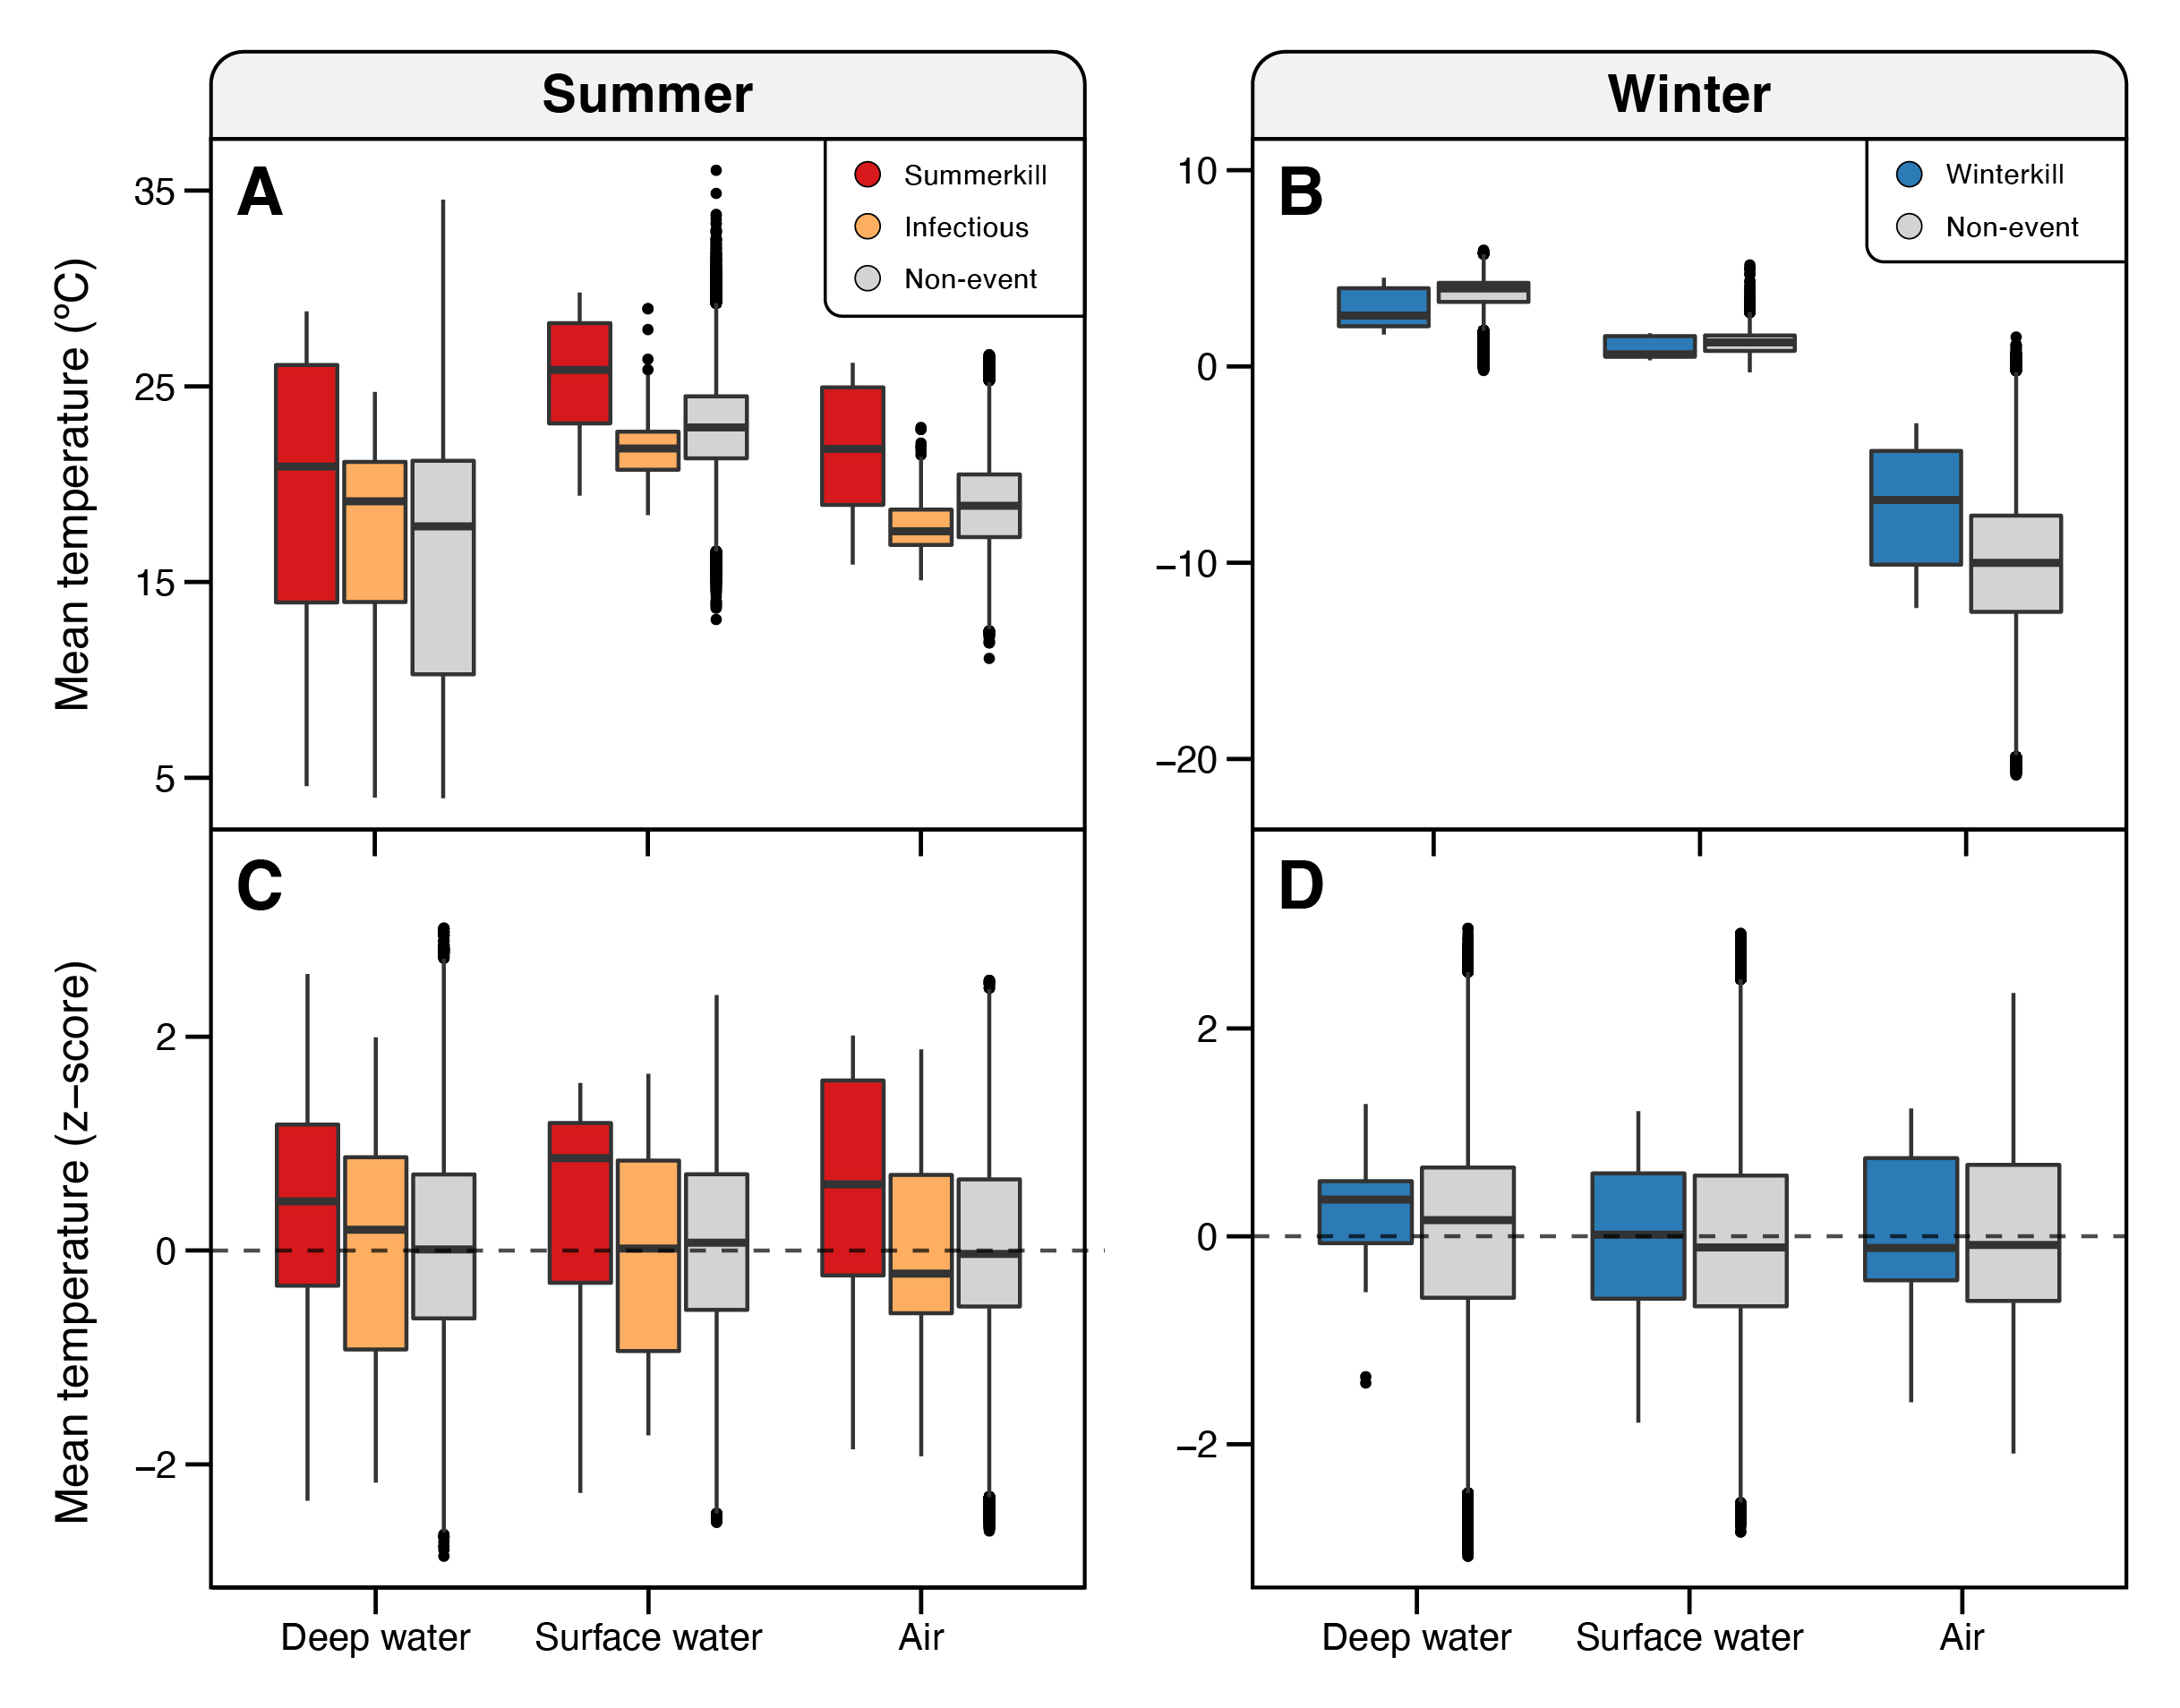 Summer
Winter
A
Summerkill
Infectious
Non-event
35
25
15
5
Mean temperature (ºC)
B
Winterkill
Non-event
10
0
−10
−20
C
2
0
−2
Mean temperature (z−score)
Deep water
Surface water
Air
D
2
0
−2
Deep water
Surface water
Air